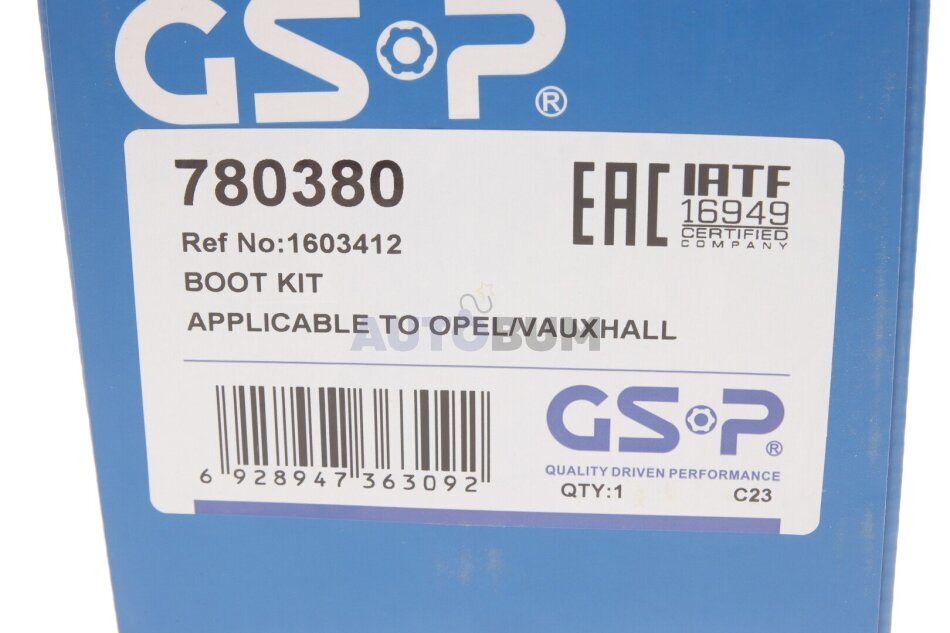 GSP®
780380
EAC
IATF
16949
CERTIFIED
COMPANY
Ref No:1603412
BOOT KIT
APPLICABLE TO OPEL/VAUXHALL
AUTOBUM
GSP®
QUALITY DRIVEN PERFORMANCE
6 928947 363092
QTY:1 C23